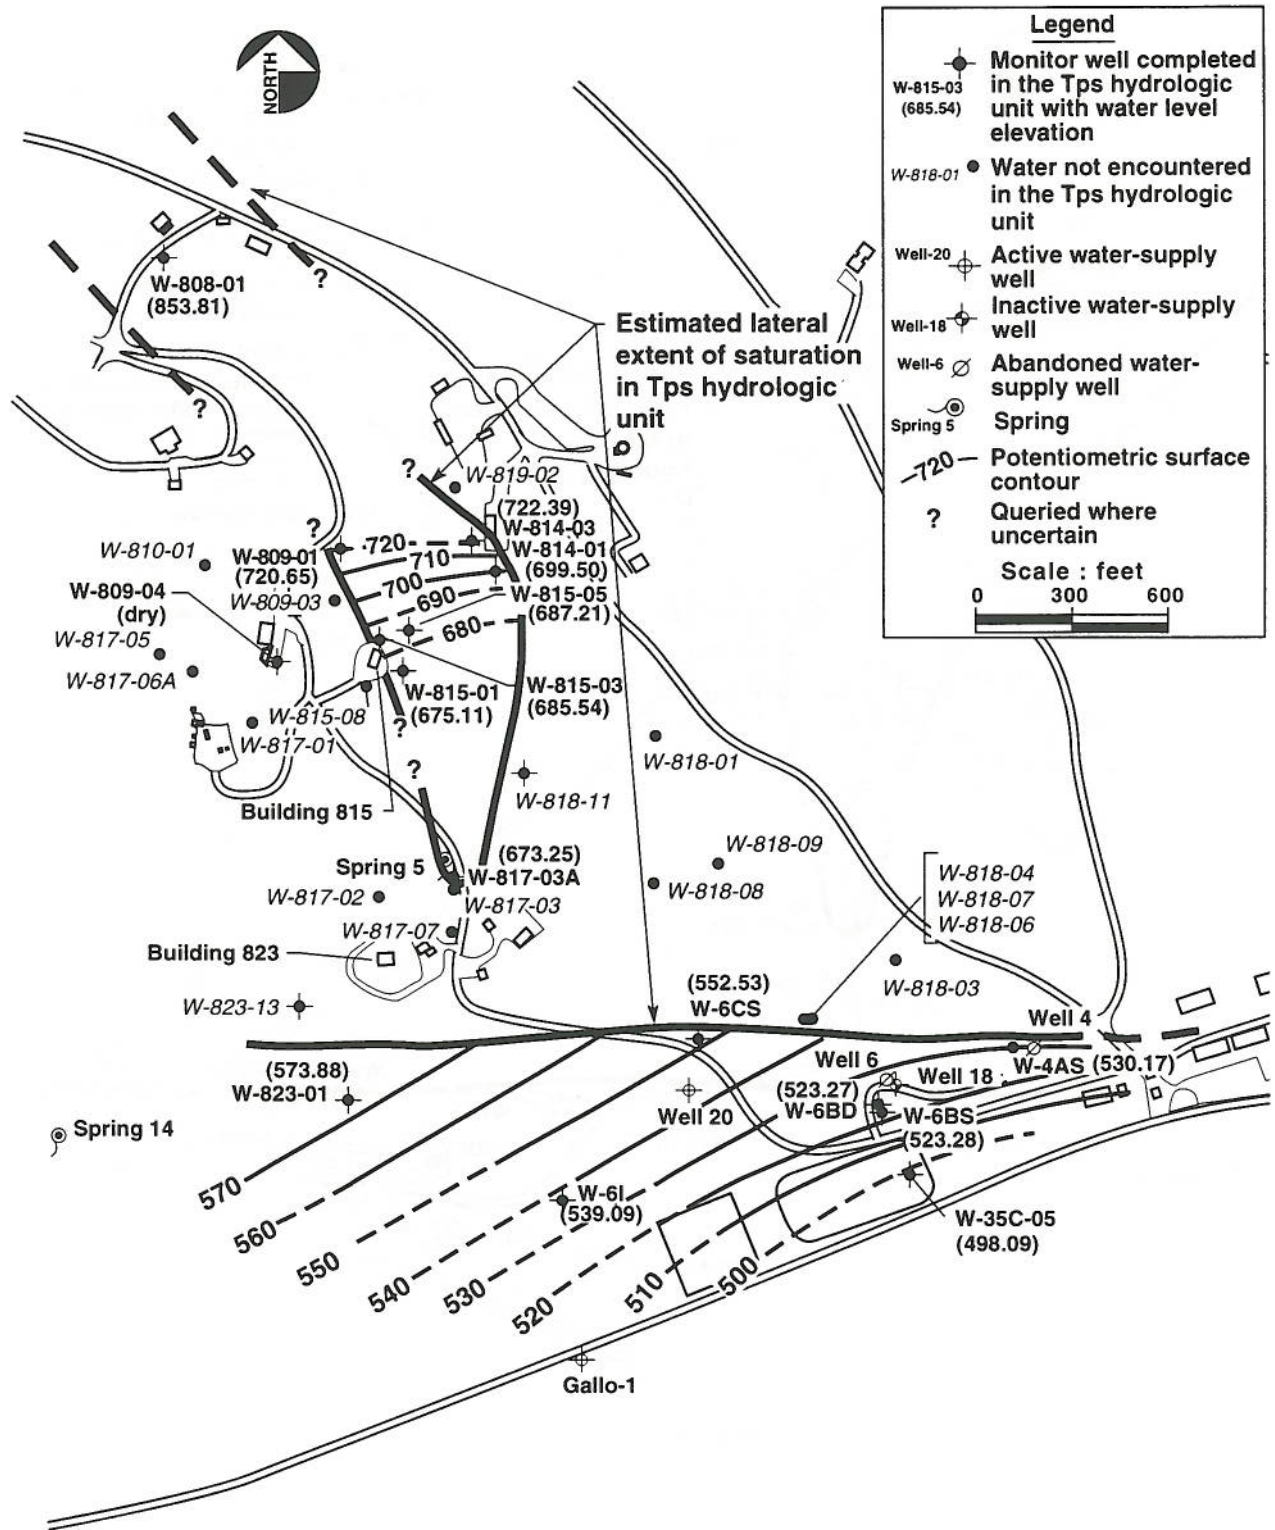 Legend
Monitor well completed
in the Tps hydrologic
unit with water level
elevation
W-815-03
(685.54)
W-818-01
Water not encountered
in the Tps hydrologic
unit
Well-20
Active water-supply
well
Well-18
Inactive water-supply
well
Well-6
Abandoned water-
supply well
Spring 5
Spring
720
Potentiometric surface
contour
?
Queried where
uncertain
Scale : feet
0 300 600
NORTH
W-808-01
(853.81)
?
?
Estimated lateral
extent of saturation
in Tps hydrologic
unit
?
W-819-02
(722.39)
W-814-03
?
W-810-01
W-809-01
(720.65)
720
710
W-814-01
(699.50)
W-809-04
(dry)
W-809-03
700
690
W-815-05
(687.21)
680
W-817-05
W-817-06A
W-815-01
(675.11)
W-815-03
(685.54)
W-815-08
W-817-01
?
?
W-818-01
W-818-11
Building 815
W-818-09
W-818-04
W-818-07
W-818-06
Spring 5
(673.25)
W-817-03A
W-818-08
W-817-02
W-817-03
W-817-07
Building 823
W-818-03
(552.53)
W-6CS
W-823-13
Well 4
(573.88)
W-823-01
Well 6
W-4AS (530.17)
(523.27)
W-6BD
Well 18
Well 20
W-6BS
(523.28)
Spring 14
570
560
550
540
530
520
510
500
W-6I
(539.09)
W-35C-05
(498.09)
Gallo-1